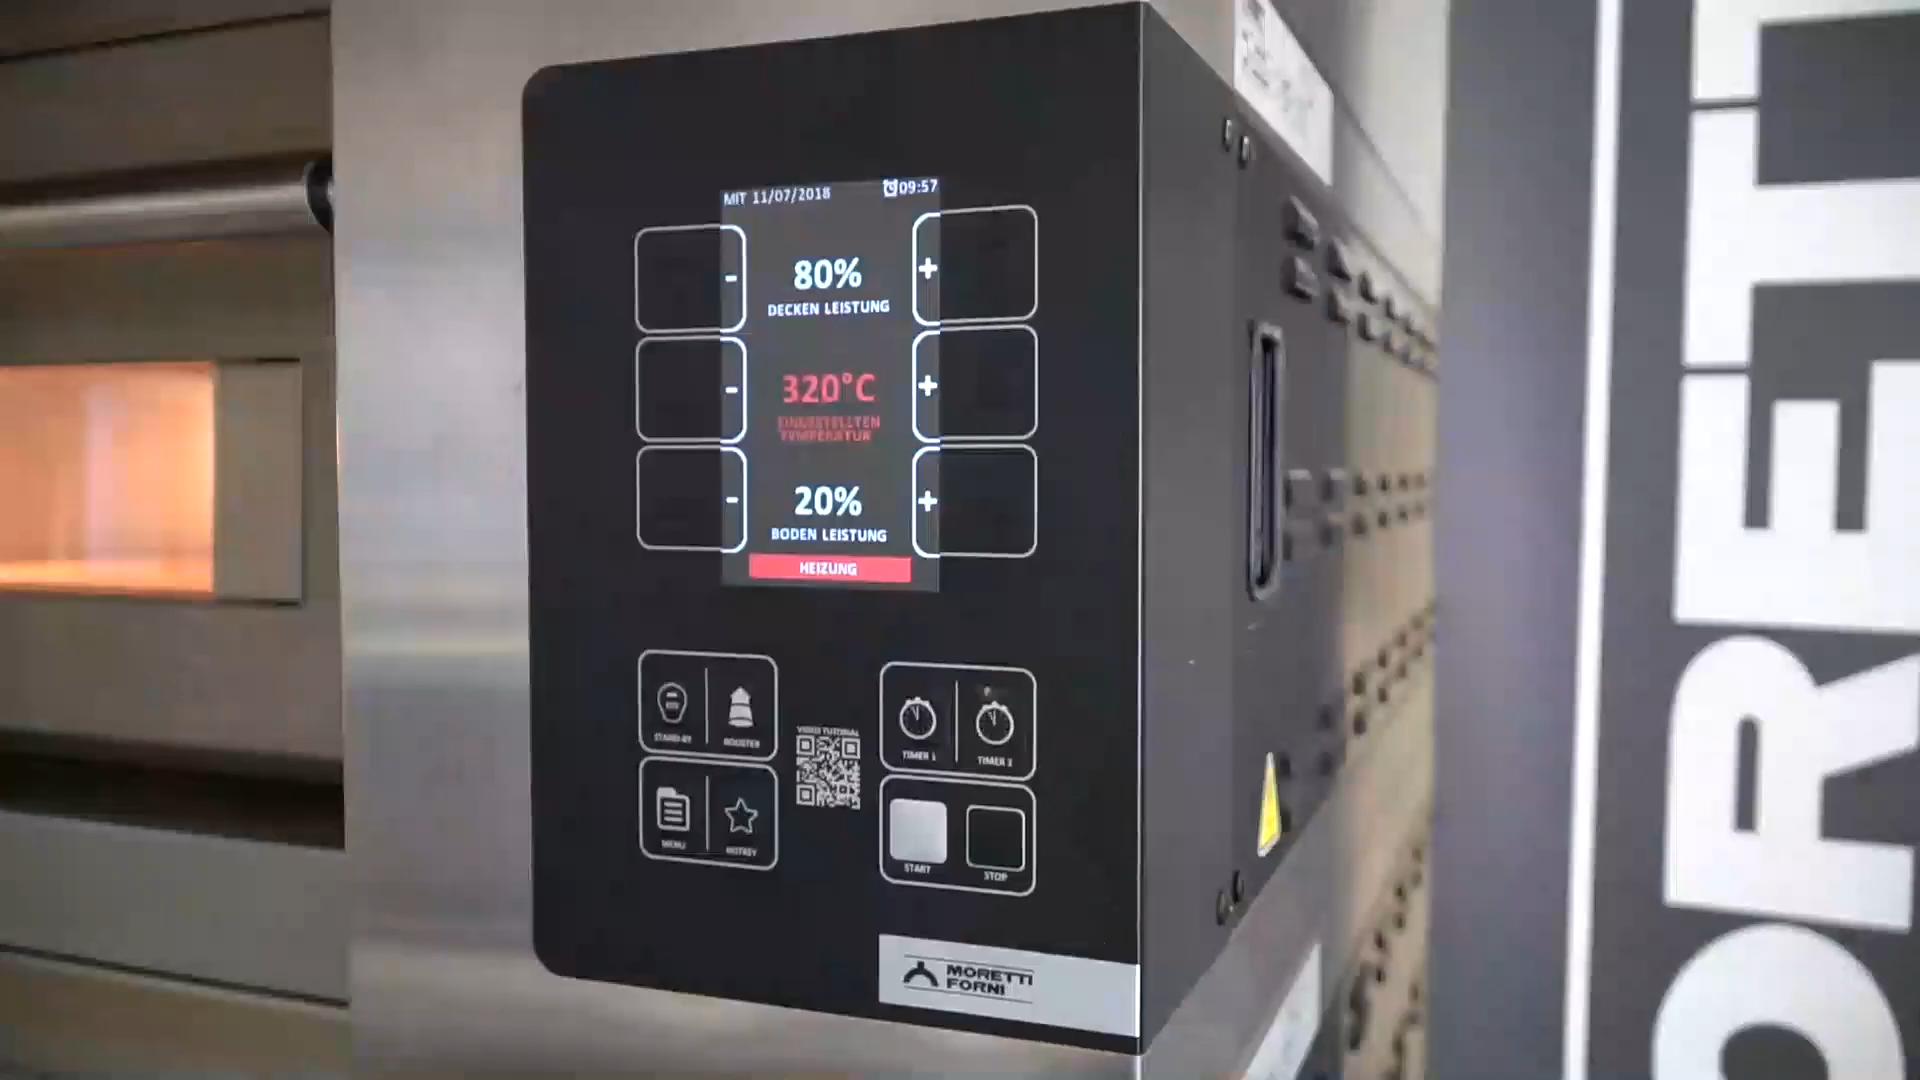 MIT 11/07/2018 09:57
- 80% +
DECKEN LEISTUNG
- 320°C +
EINGESTELLTEN
TEMPERATUR
- 20% +
BODEN LEISTUNG
HEIZUNG
STAND-BY BOOSTER
VIDEO TUTORIAL
TIMER 1 TIMER 2
MENU HOTKEY
START STOP
MORETTI
FORNI
ORETT